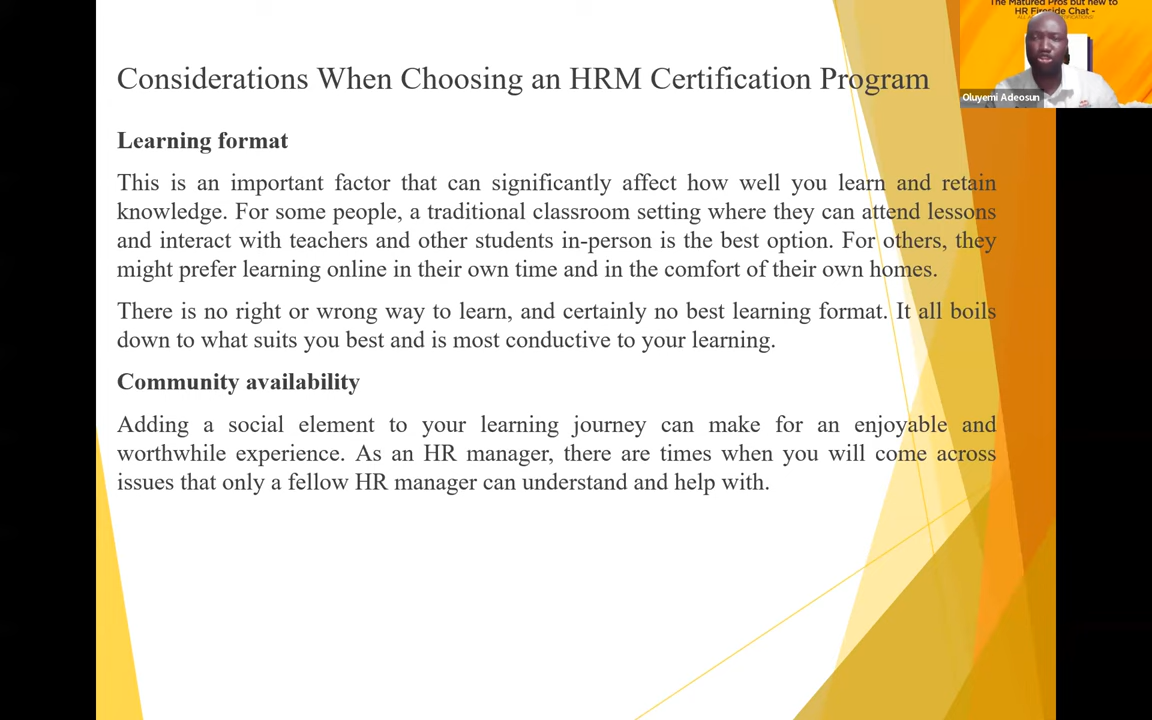 The Matured Pros but new to
HR Fireside Chat -
Oluyemi Adeosun
Considerations When Choosing an HRM Certification Program
Learning format
This is an important factor that can significantly affect how well you learn and retain
knowledge. For some people, a traditional classroom setting where they can attend lessons
and interact with teachers and other students in-person is the best option. For others, they
might prefer learning online in their own time and in the comfort of their own homes.
There is no right or wrong way to learn, and certainly no best learning format. It all boils
down to what suits you best and is most conductive to your learning.
Community availability
Adding a social element to your learning journey can make for an enjoyable and
worthwhile experience. As an HR manager, there are times when you will come across
issues that only a fellow HR manager can understand and help with.